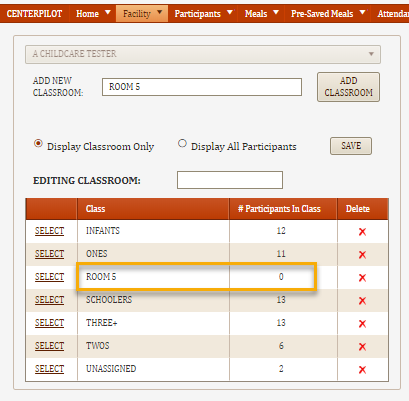 CENTERPILOT Home Facility Participants Meals Pre-Saved Meals Attendar
A CHILDCARE TESTER
ADD NEW CLASSROOM: ROOM 5 ADD CLASSROOM
Display Classroom Only Display All Participants SAVE
EDITING CLASSROOM:
Class # Participants In Class Delete
SELECT INFANTS 12
SELECT ONES 11
SELECT ROOM 5 0
SELECT SCHOOLERS 13
SELECT THREE+ 13
SELECT TWOS 6
SELECT UNASSIGNED 2